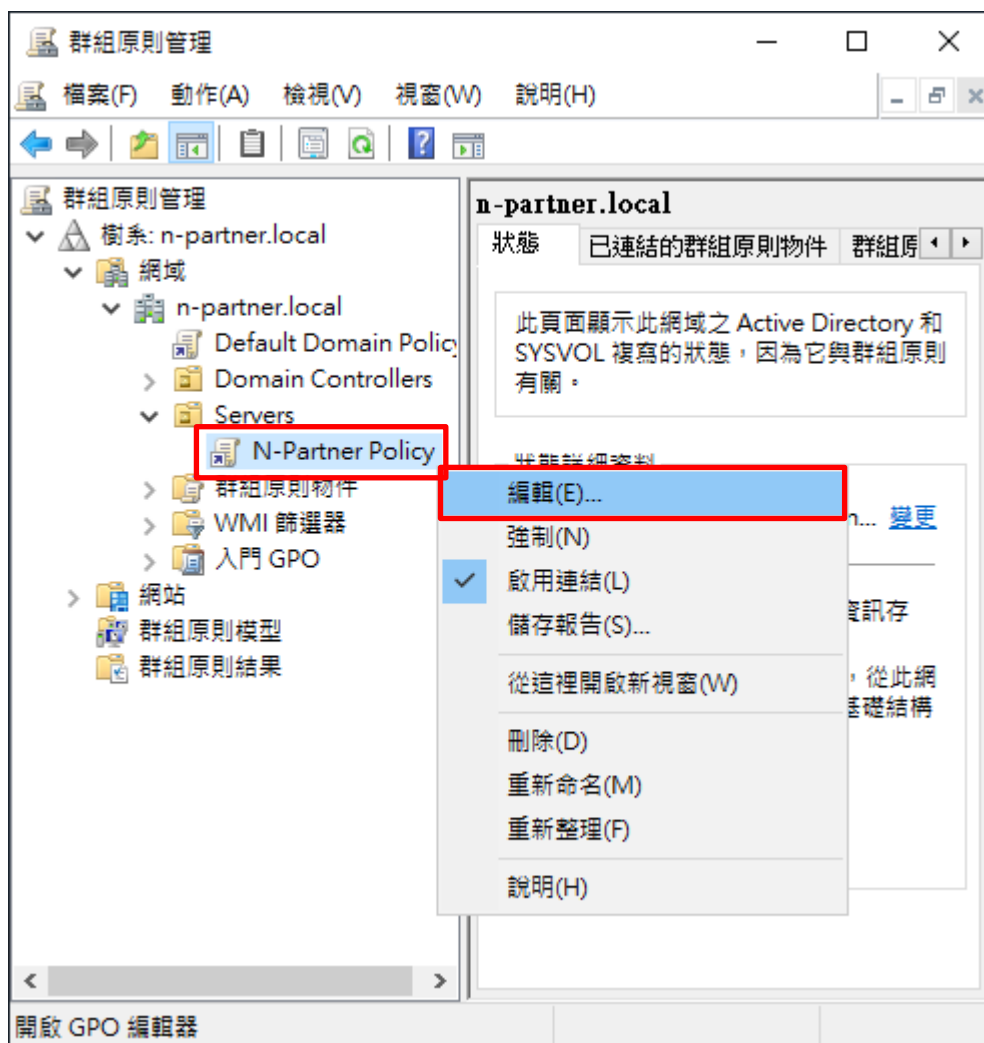 群組原則管理
檔案(F) 動作(A) 檢視(V) 視窗(W) 說明(H)
群組原則管理
樹系: n-partner.local
網域
n-partner.local
Default Domain Policy
Domain Controllers
Servers
N-Partner Policy
群組原則物件
WMI 篩選器
入門 GPO
網站
群組原則模型
群組原則結果
n-partner.local
狀態 已連結的群組原則物件 群組原
此頁面顯示此網域之 Active Directory 和
SYSVOL 複寫的狀態，因為它與群組原則
有關。
狀態詳細資料
n... 變更
資訊存
，從此網
基礎結構
編輯(E)...
強制(N)
啟用連結(L)
儲存報告(S)...
從這裡開啟新視窗(W)
刪除(D)
重新命名(M)
重新整理(F)
說明(H)
開啟 GPO 編輯器